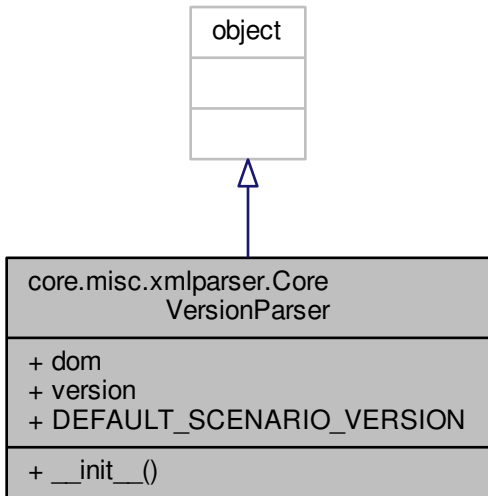 object
core.misc.xmlparser.Core
VersionParser
+ dom
+ version
+ DEFAULT_SCENARIO_VERSION
+ __init__()